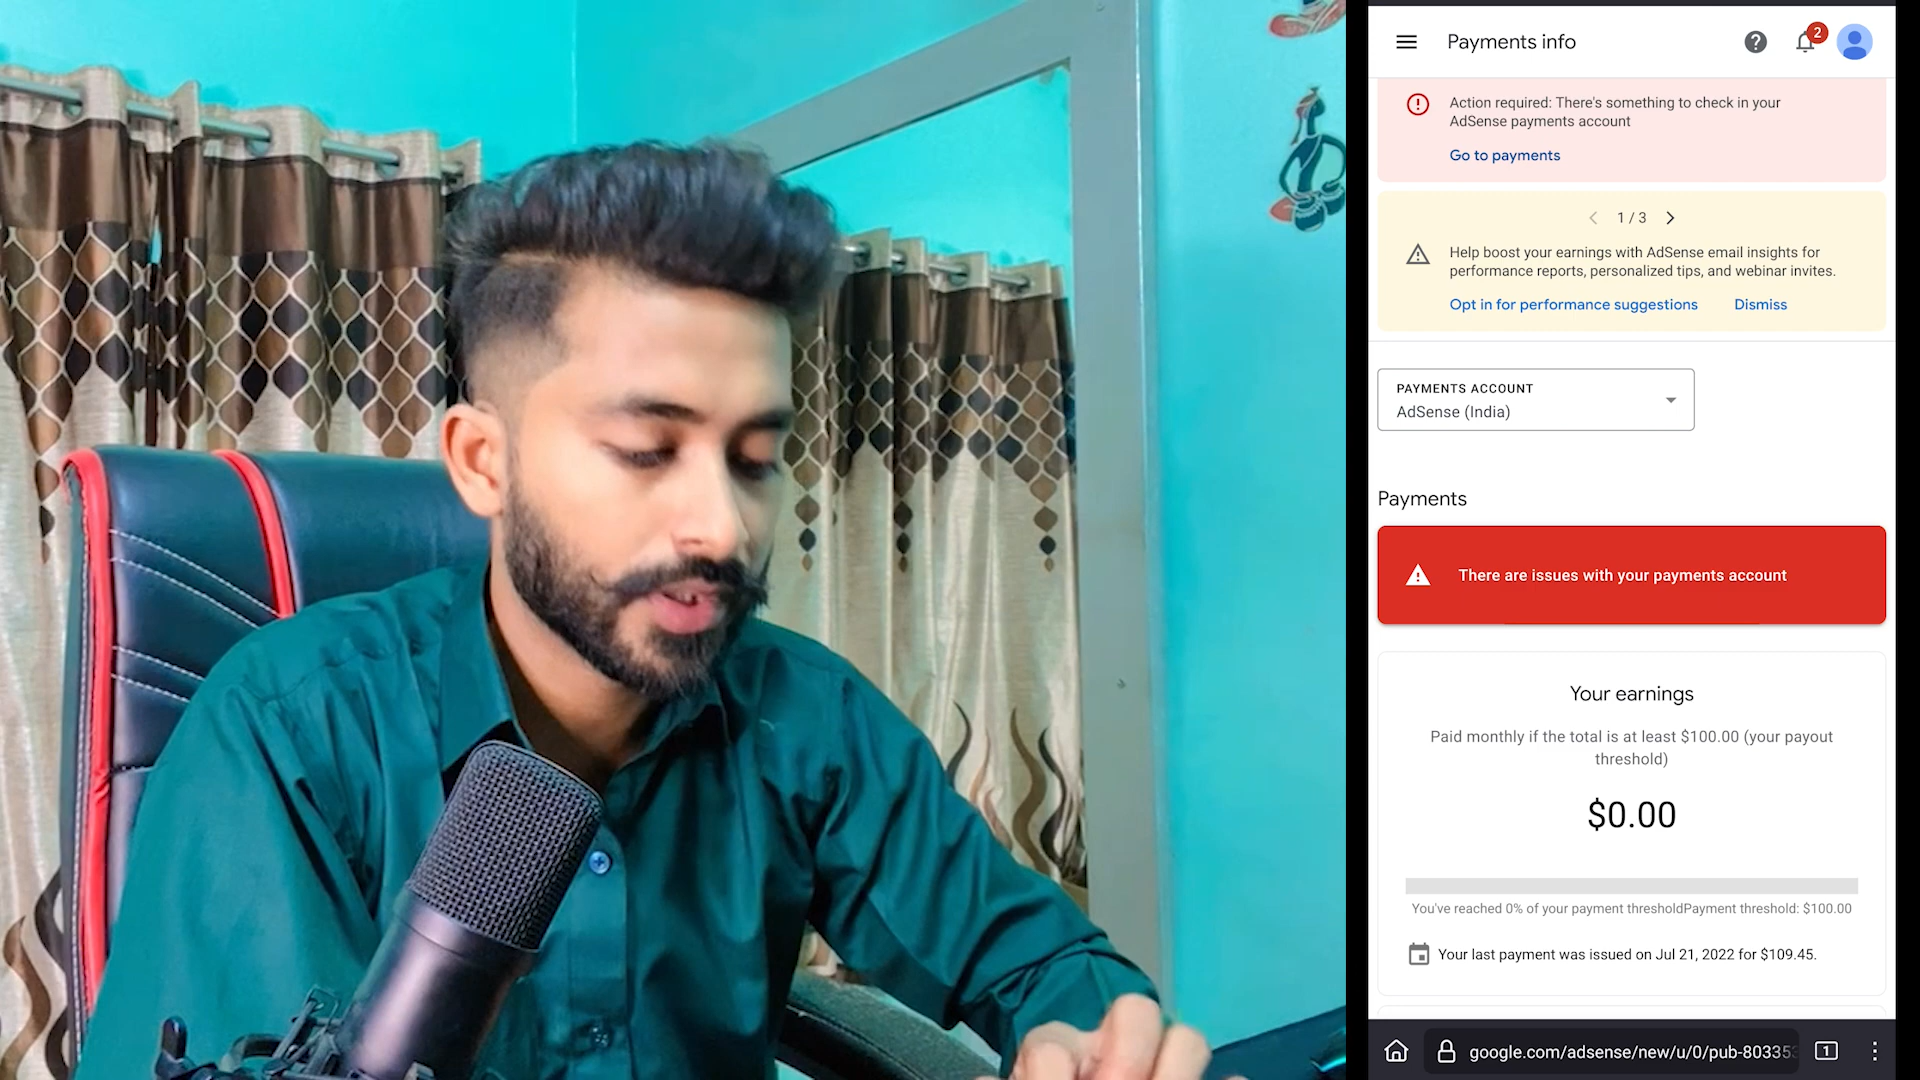 Payments info
2
Action required: There's something to check in your
AdSense payments account
Go to payments
1 / 3
Help boost your earnings with AdSense email insights for
performance reports, personalized tips, and webinar invites.
Opt in for performance suggestions Dismiss
PAYMENTS ACCOUNT
AdSense (India)
Payments
There are issues with your payments account
Your earnings
Paid monthly if the total is at least $100.00 (your payout
threshold)
$0.00
You've reached 0% of your payment thresholdPayment threshold: $100.00
Your last payment was issued on Jul 21, 2022 for $109.45.
google.com/adsense/new/u/0/pub-80335
1